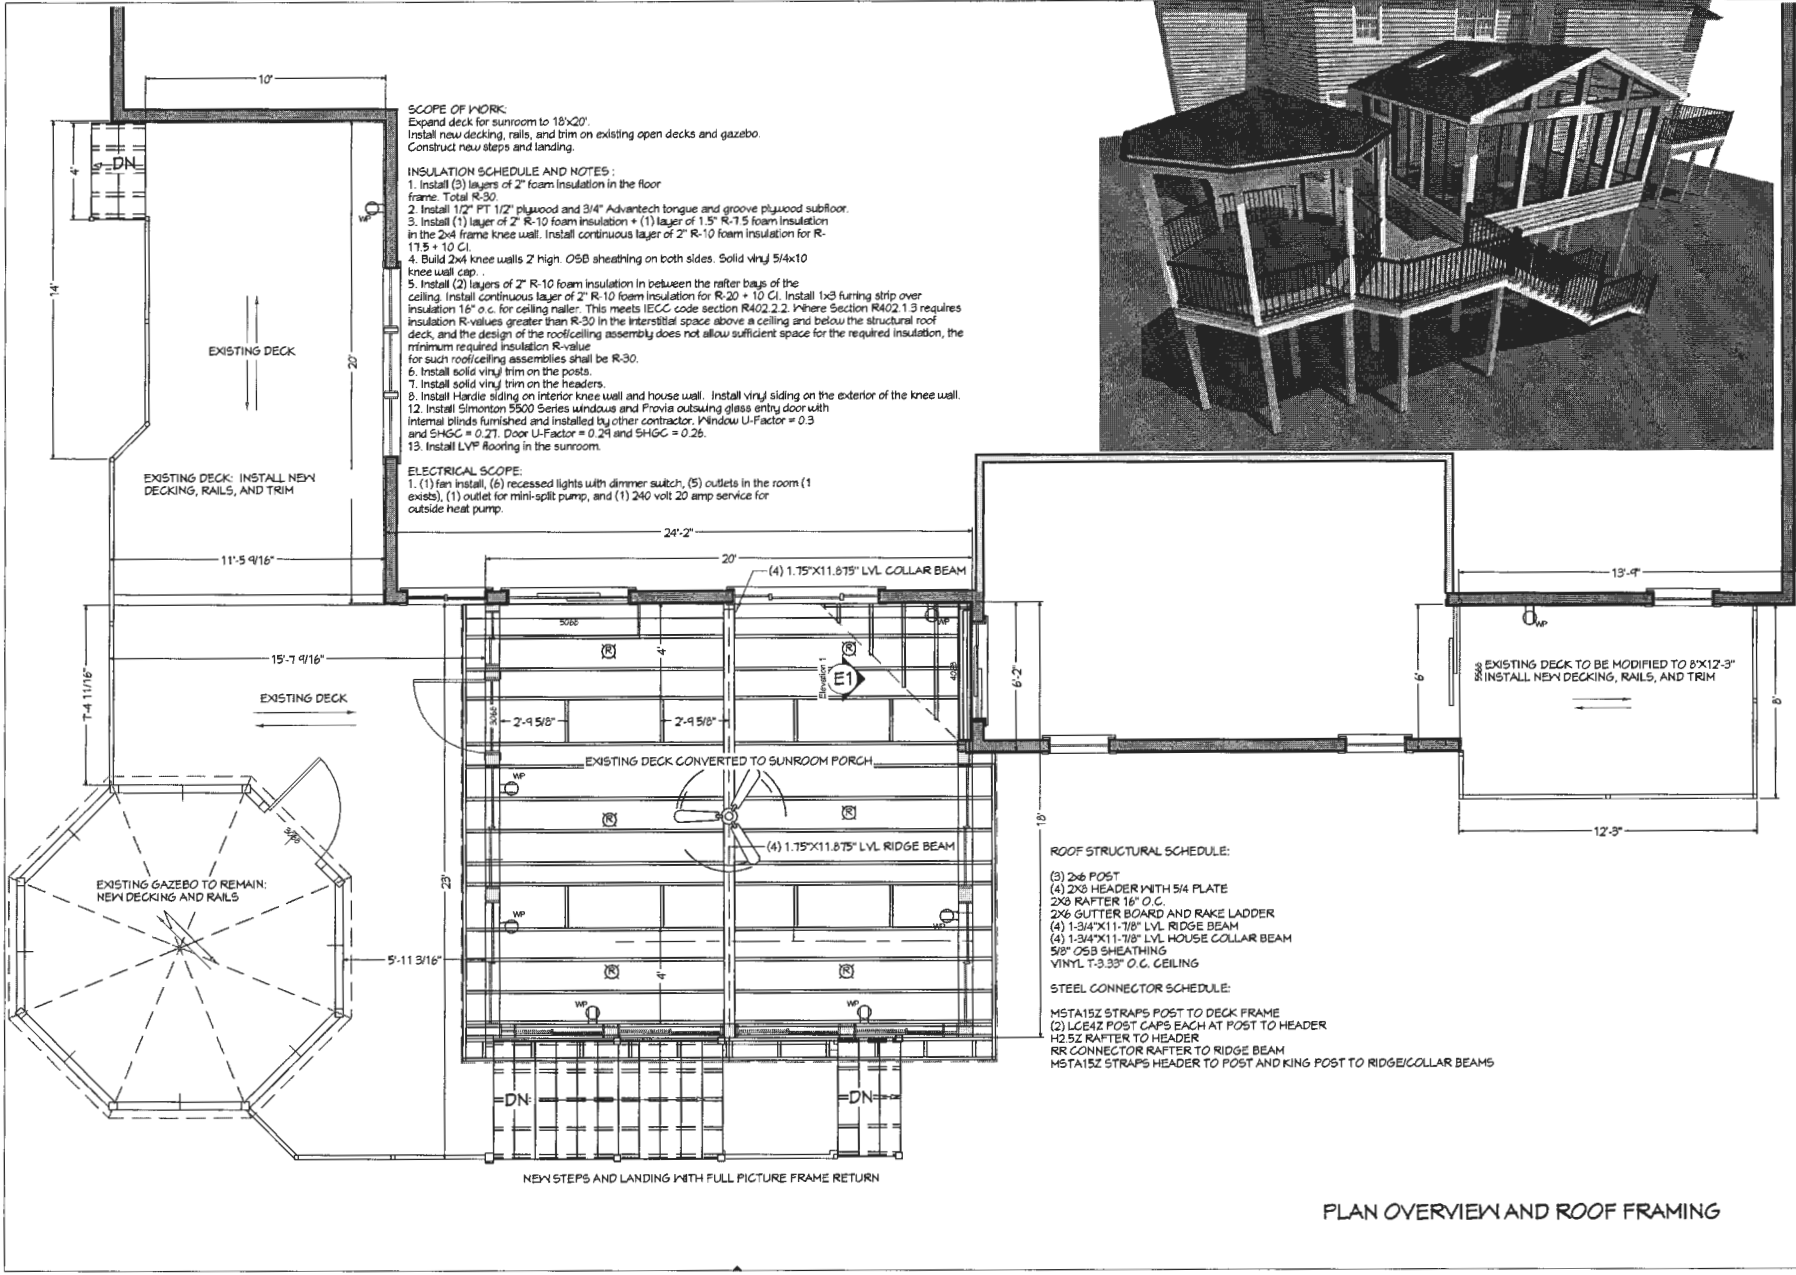 10'
SCOPE OF WORK:
Expand deck for sunroom to 18'x20'.
Install new decking, rails, and trim on existing open decks and gazebo.
Construct new steps and landing.
INSULATION SCHEDULE AND NOTES :
1. Install (3) layers of 2" foam insulation in the floor
frame. Total R-30.
2. Install 1/2" PT 1/2" plywood and 3/4" Advantech tongue and groove plywood subfloor.
3. Install (1) layer of 2" R-10 foam insulation + (1) layer of 1.5" R-7.5 foam insulation
in the 2x4 frame knee wall. Install continuous layer of 2" R-10 foam insulation for R-
17.5 + 10 CI.
4. Build 2x4 knee walls 2' high. OSB sheathing on both sides. Solid vinyl 5/4x10
knee wall cap. .
5. Install (2) layers of 2" R-10 foam insulation in between the rafter bays of the
ceiling. Install continuous layer of 2" R-10 foam insulation for R-20 + 10 CI. Install 1x3 furring strip over
insulation 16" o.c. for ceiling nailer. This meets IECC code section R402.2.2. Where Section R402.1.3 requires
insulation R-values greater than R-30 in the interstitial space above a ceiling and below the structural roof
deck, and the design of the roof/ceiling assembly does not allow sufficient space for the required insulation, the
minimum required insulation R-value
for such roof/ceiling assemblies shall be R-30.
6. Install solid vinyl trim on the posts.
7. Install solid vinyl trim on the headers.
8. Install Hardie siding on interior knee wall and house wall. Install vinyl siding on the exterior of the knee wall.
12. Install Simonton 5500 Series windows and Provia outswing glass entry door with
internal blinds furnished and installed by other contractor. Window U-Factor = 0.3
and SHGC = 0.27. Door U-Factor = 0.29 and SHGC = 0.26.
13. Install LVP flooring in the sunroom.
ELECTRICAL SCOPE:
1. (1) fan install, (6) recessed lights with dimmer switch, (5) outlets in the room (1
exists), (1) outlet for mini-split pump, and (1) 240 volt 20 amp service for
outside heat pump.
DN
4'
WP
14'
20'
EXISTING DECK
EXISTING DECK: INSTALL NEW
DECKING, RAILS, AND TRIM
11'-5 9/16"
24'-2"
20'
(4) 1.75"X11.875" LVL COLLAR BEAM
13'-9"
5068
WP
WP
R
4'
R
Elevation 1
E1
4068
15'-7 9/16"
EXISTING DECK
7'-4 11/16"
3068
2'-9 5/8"
2'-9 5/8"
6'-2"
6'
5068
EXISTING DECK TO BE MODIFIED TO 8'X12'-3"
INSTALL NEW DECKING, RAILS, AND TRIM
8'
12'-3"
EXISTING DECK CONVERTED TO SUNROOM PORCH
WP
R
R
18'
(4) 1.75"X11.875" LVL RIDGE BEAM
EXISTING GAZEBO TO REMAIN:
NEW DECKING AND RAILS
23'
WP
WP
5'-11 3/16"
R
4'
R
WP
WP
ROOF STRUCTURAL SCHEDULE:
(3) 2x6 POST
(4) 2X8 HEADER WITH 5/4 PLATE
2X8 RAFTER 16" O.C.
2X6 GUTTER BOARD AND RAKE LADDER
(4) 1-3/4"X11-7/8" LVL RIDGE BEAM
(4) 1-3/4"X11-7/8" LVL HOUSE COLLAR BEAM
5/8" OSB SHEATHING
VINYL T-3.33" O.C. CEILING
STEEL CONNECTOR SCHEDULE:
MSTA15Z STRAPS POST TO DECK FRAME
(2) LCE4Z POST CAPS EACH AT POST TO HEADER
H2.5Z RAFTER TO HEADER
RR CONNECTOR RAFTER TO RIDGE BEAM
MSTA15Z STRAPS HEADER TO POST AND KING POST TO RIDGE/COLLAR BEAMS
DN
DN
NEW STEPS AND LANDING WITH FULL PICTURE FRAME RETURN
PLAN OVERVIEW AND ROOF FRAMING